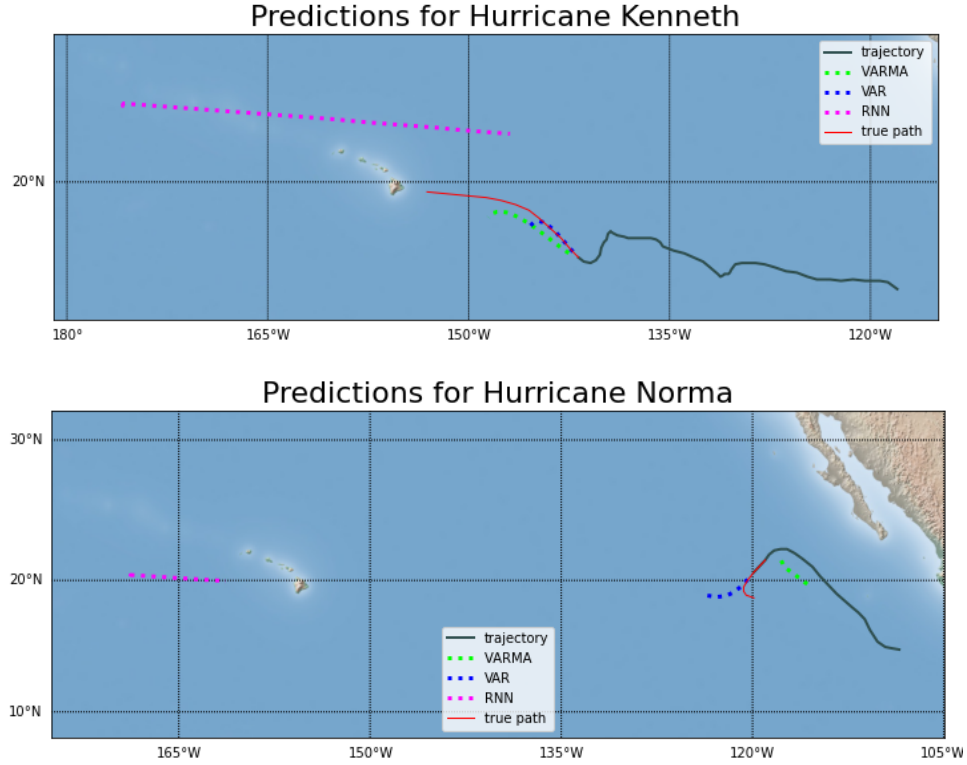 Predictions for Hurricane Kenneth
trajectory
VARMA
VAR
RNN
true path
20°N
180°
165°W
150°W
135°W
120°W
Predictions for Hurricane Norma
30°N
20°N
10°N
trajectory
VARMA
VAR
RNN
true path
165°W
150°W
135°W
120°W
105°W